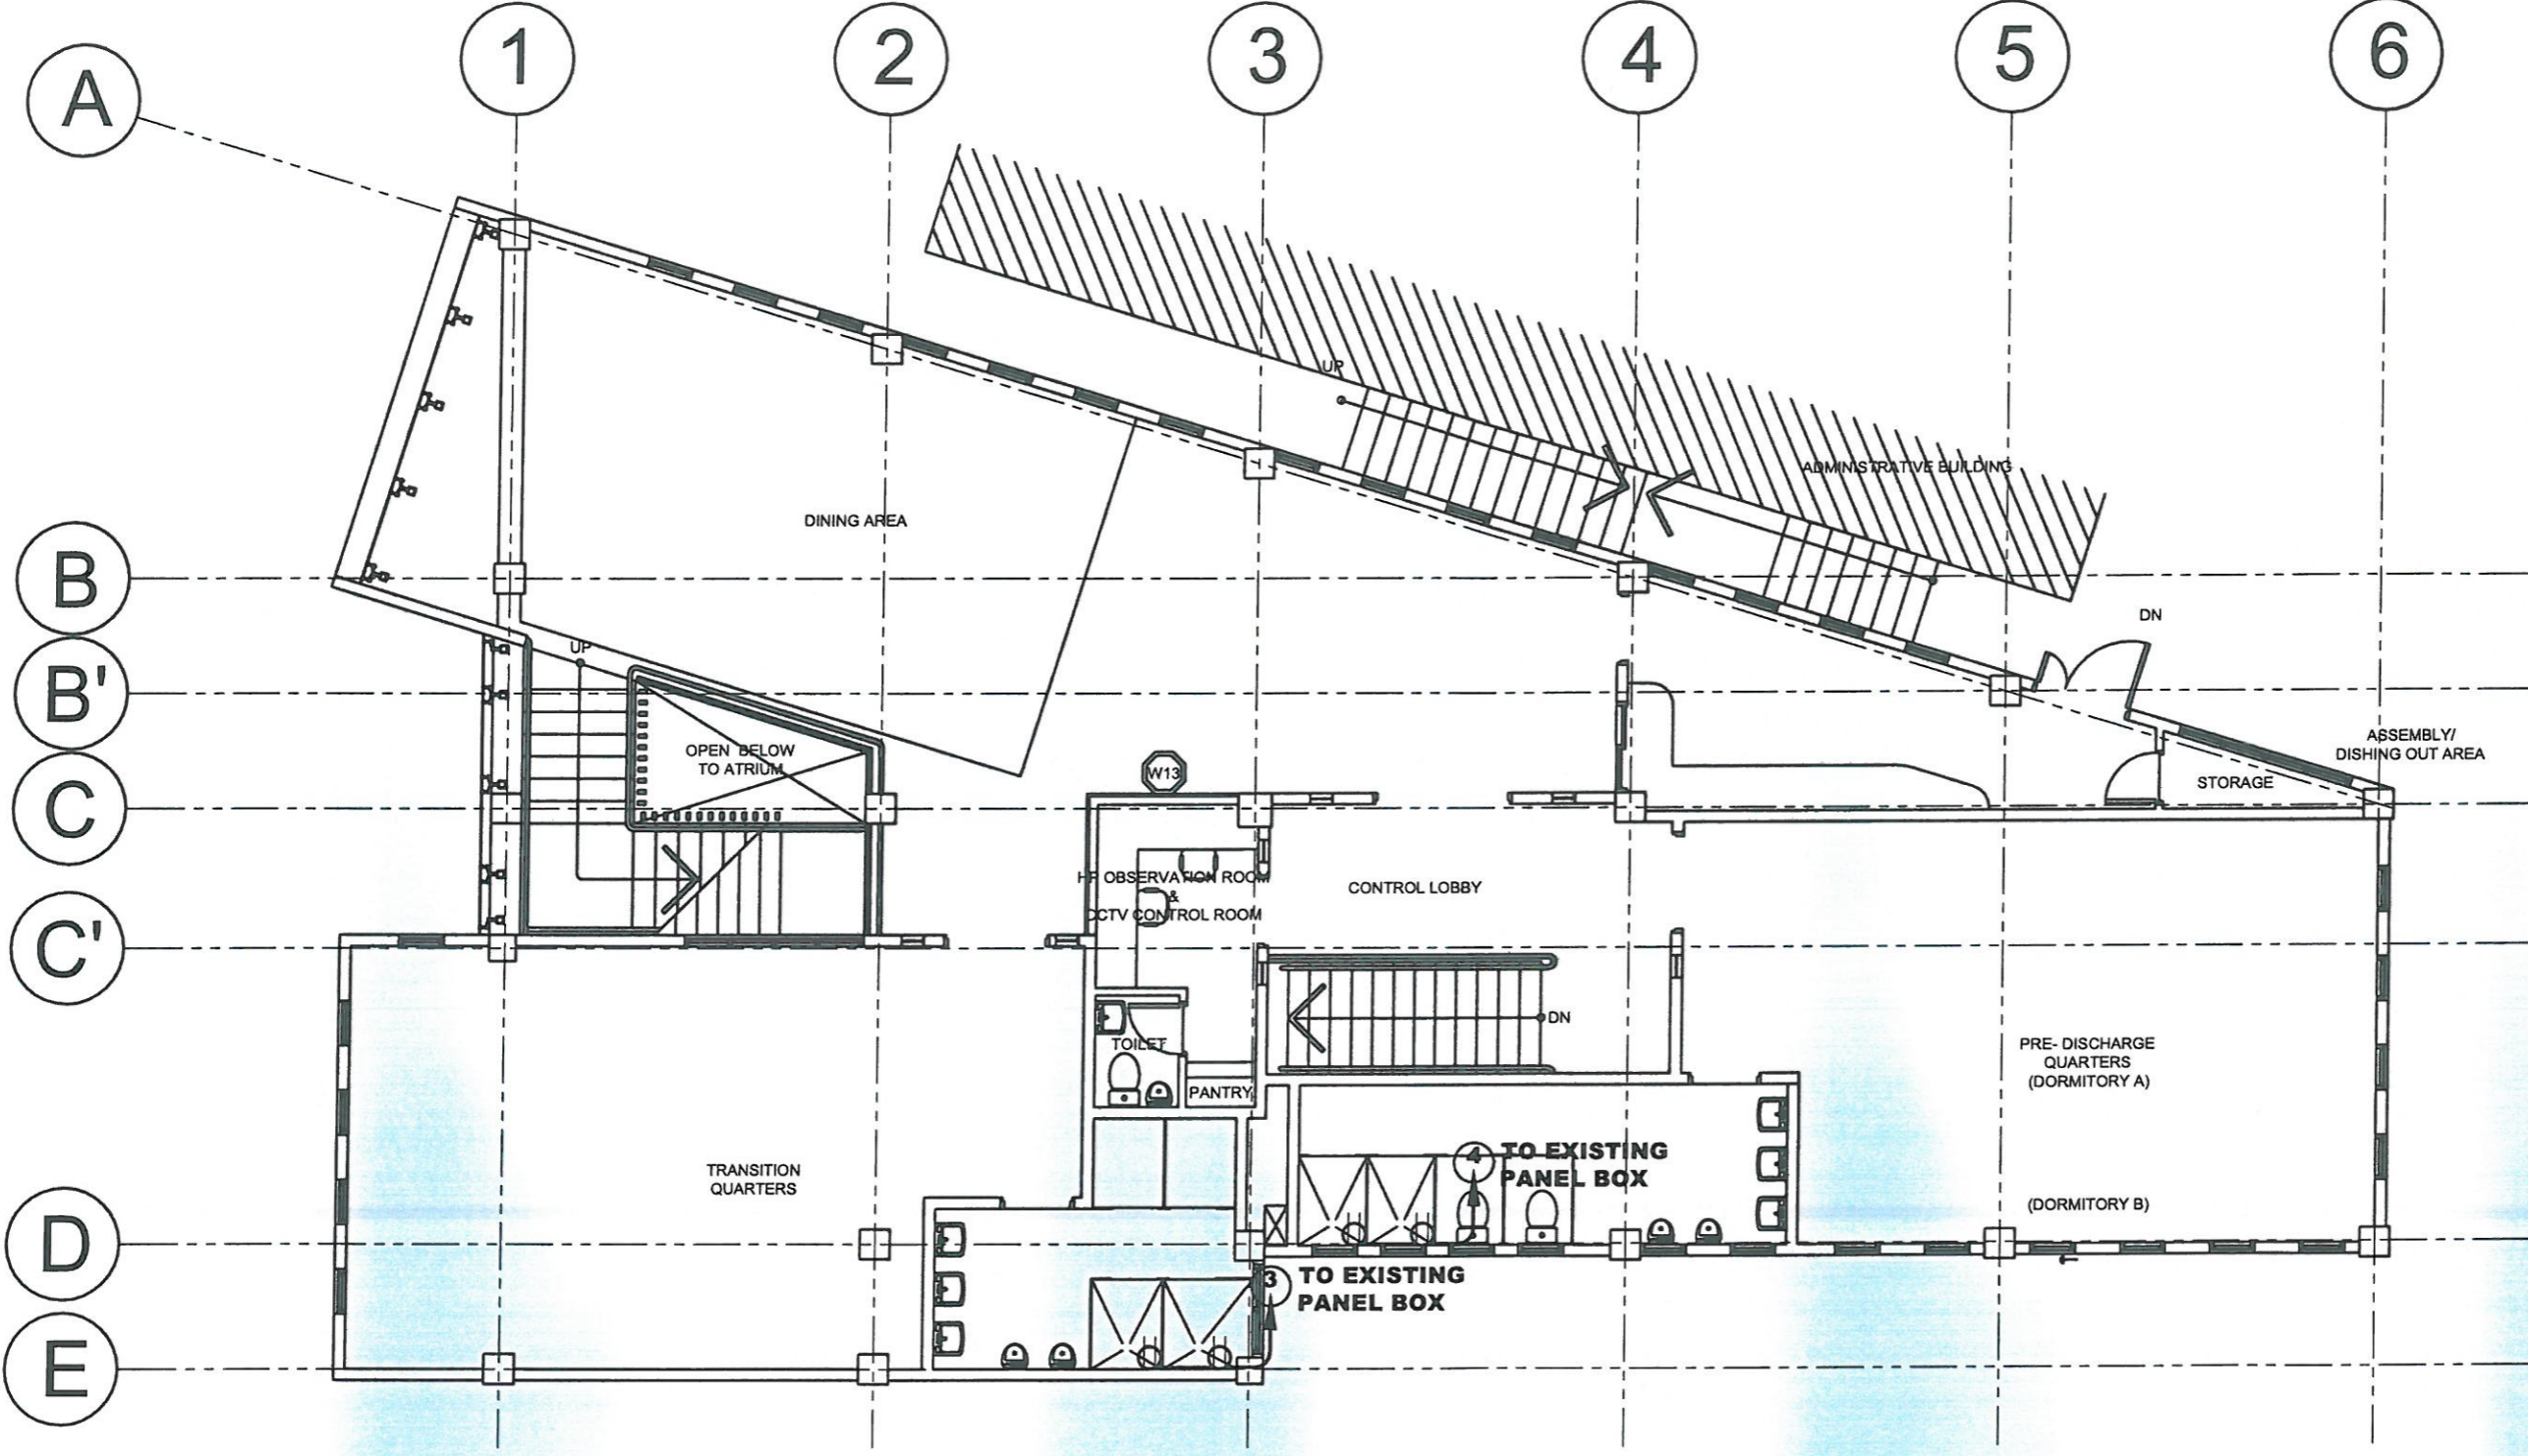 1
2
3
4
5
6
A
B
B'
C
C'
D
E
UP
ADMINISTRATIVE BUILDING
DINING AREA
DN
UP
ASSEMBLY/
DISHING OUT AREA
OPEN BELOW
TO ATRIUM
W13
STORAGE
OBSERVATION ROOM
&
CCTV CONTROL ROOM
CONTROL LOBBY
DN
TOILET
PANTRY
PRE- DISCHARGE
QUARTERS
(DORMITORY A)
4
TO EXISTING
PANEL BOX
TRANSITION
QUARTERS
(DORMITORY B)
3
TO EXISTING
PANEL BOX